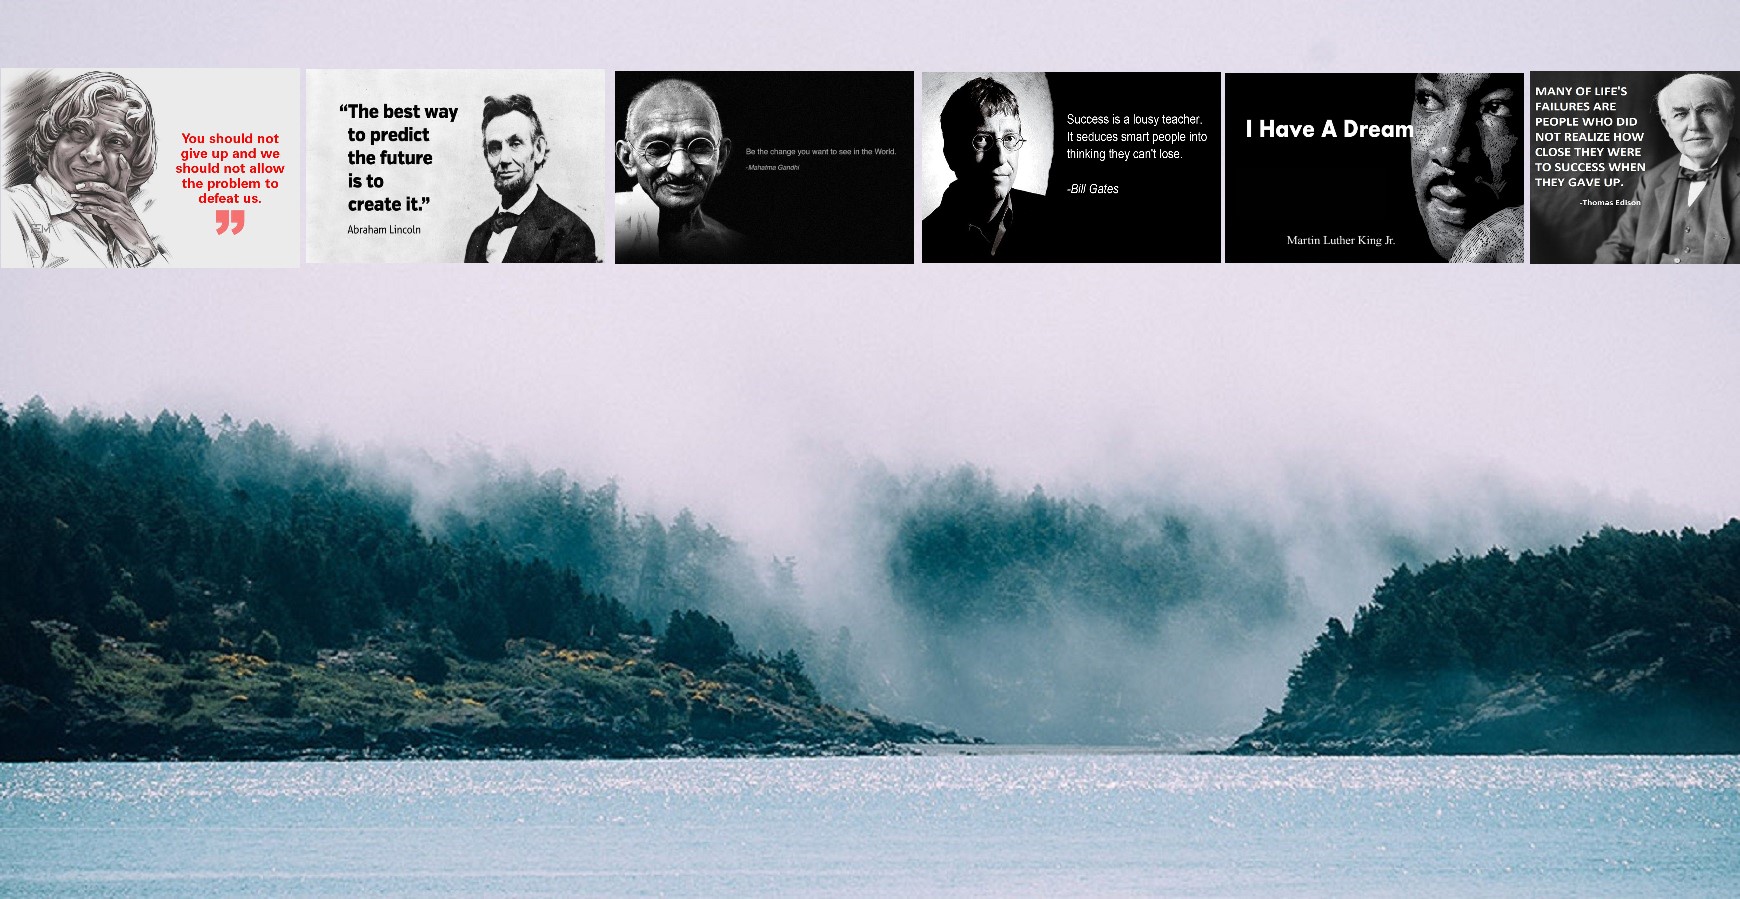 You should not
give up and we
should not allow
the problem to
defeat us.
”
“The best way
to predict
the future
is to
create it.”
Abraham Lincoln
Be the change you want to see in the World.
-Mahatma Gandhi
Success is a lousy teacher.
It seduces smart people into
thinking they can't lose.
-Bill Gates
I Have A Dream
Martin Luther King Jr.
MANY OF LIFE'S
FAILURES ARE
PEOPLE WHO DID
NOT REALIZE HOW
CLOSE THEY WERE
TO SUCCESS WHEN
THEY GAVE UP.
-Thomas Edison